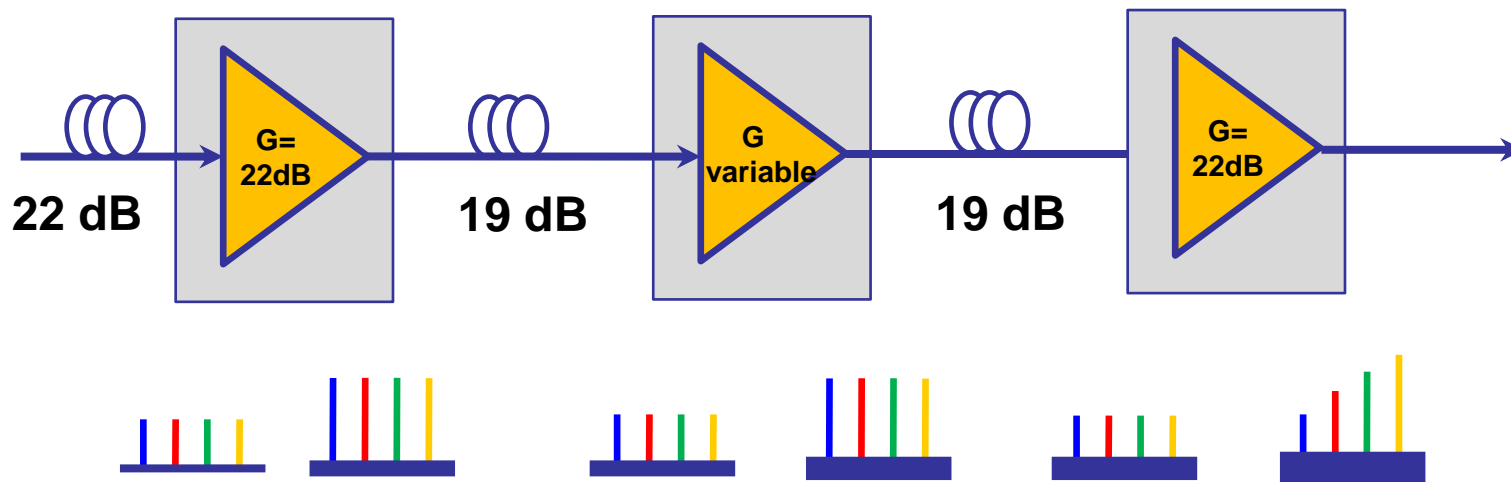 G=
22dB
G
variable
G=
22dB
22 dB
19 dB
19 dB